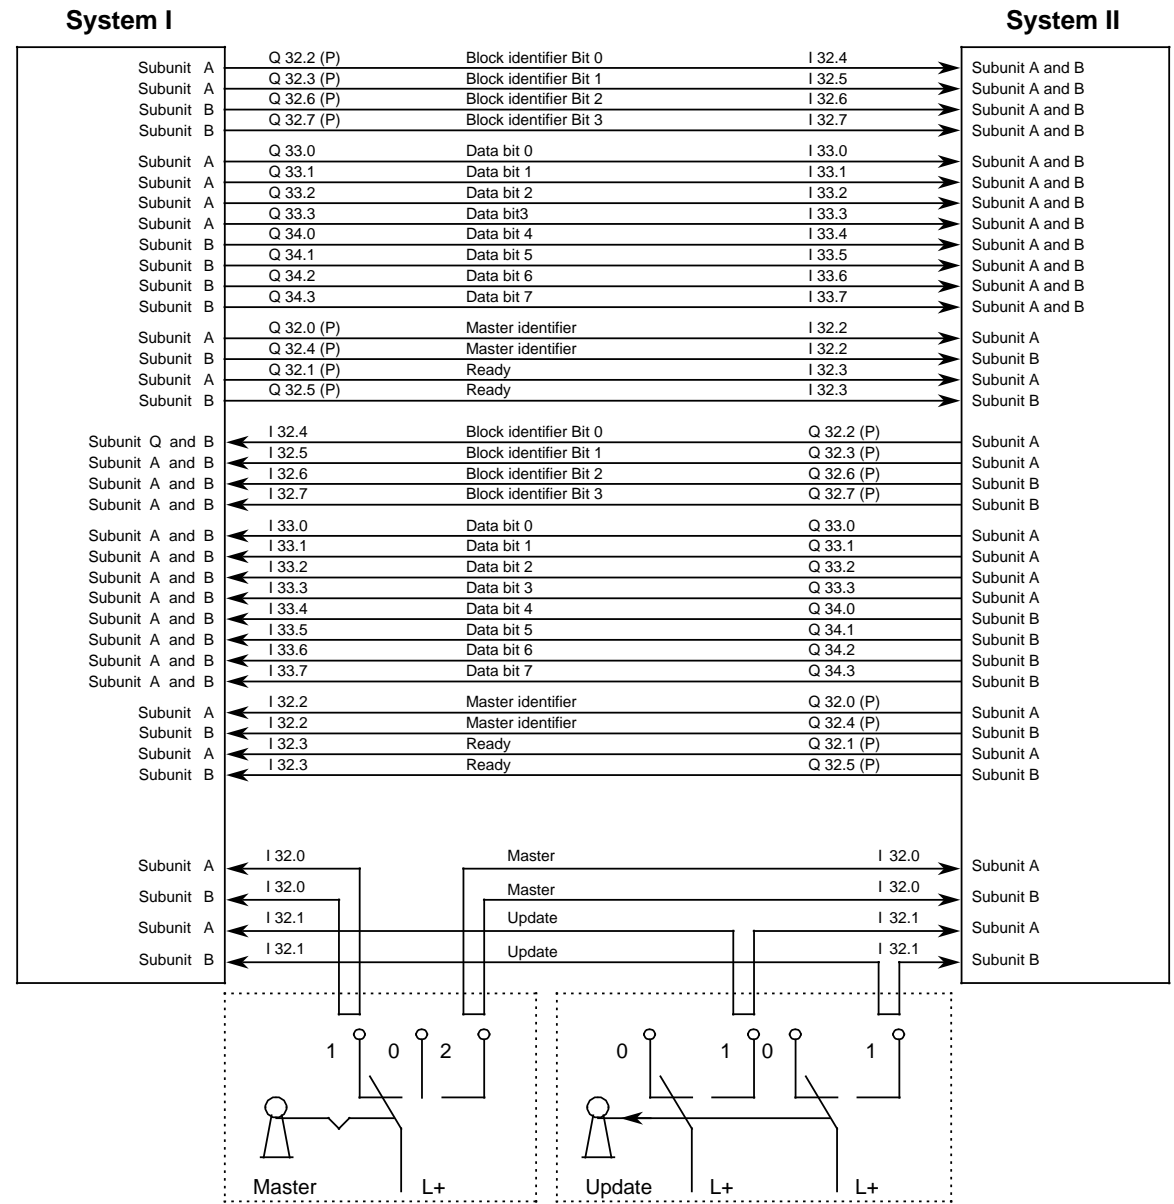 System I System II
Subunit A Q 32.2 (P) Block identifier Bit 0 I 32.4 Subunit A and B
Subunit A Q 32.3 (P) Block identifier Bit 1 I 32.5 Subunit A and B
Subunit B Q 32.6 (P) Block identifier Bit 2 I 32.6 Subunit A and B
Subunit B Q 32.7 (P) Block identifier Bit 3 I 32.7 Subunit A and B
Subunit A Q 33.0 Data bit 0 I 33.0 Subunit A and B
Subunit A Q 33.1 Data bit 1 I 33.1 Subunit A and B
Subunit A Q 33.2 Data bit 2 I 33.2 Subunit A and B
Subunit A Q 33.3 Data bit3 I 33.3 Subunit A and B
Subunit B Q 34.0 Data bit 4 I 33.4 Subunit A and B
Subunit B Q 34.1 Data bit 5 I 33.5 Subunit A and B
Subunit B Q 34.2 Data bit 6 I 33.6 Subunit A and B
Subunit B Q 34.3 Data bit 7 I 33.7 Subunit A and B
Subunit A Q 32.0 (P) Master identifier I 32.2 Subunit A
Subunit B Q 32.4 (P) Master identifier I 32.2 Subunit B
Subunit A Q 32.1 (P) Ready I 32.3 Subunit A
Subunit B Q 32.5 (P) Ready I 32.3 Subunit B
Subunit Q and B I 32.4 Block identifier Bit 0 Q 32.2 (P) Subunit A
Subunit A and B I 32.5 Block identifier Bit 1 Q 32.3 (P) Subunit A
Subunit A and B I 32.6 Block identifier Bit 2 Q 32.6 (P) Subunit B
Subunit A and B I 32.7 Block identifier Bit 3 Q 32.7 (P) Subunit B
Subunit A and B I 33.0 Data bit 0 Q 33.0 Subunit A
Subunit A and B I 33.1 Data bit 1 Q 33.1 Subunit A
Subunit A and B I 33.2 Data bit 2 Q 33.2 Subunit A
Subunit A and B I 33.3 Data bit 3 Q 33.3 Subunit A
Subunit A and B I 33.4 Data bit 4 Q 34.0 Subunit B
Subunit A and B I 33.5 Data bit 5 Q 34.1 Subunit B
Subunit A and B I 33.6 Data bit 6 Q 34.2 Subunit B
Subunit A and B I 33.7 Data bit 7 Q 34.3 Subunit B
Subunit A I 32.2 Master identifier Q 32.0 (P) Subunit A
Subunit B I 32.2 Master identifier Q 32.4 (P) Subunit B
Subunit A I 32.3 Ready Q 32.1 (P) Subunit A
Subunit B I 32.3 Ready Q 32.5 (P) Subunit B
Subunit A I 32.0 Master I 32.0 Subunit A
Subunit B I 32.0 Master I 32.0 Subunit B
Subunit A I 32.1 Update I 32.1 Subunit A
Subunit B I 32.1 Update I 32.1 Subunit B
1 0 2 0 1 0 1
Master L+ Update L+ L+